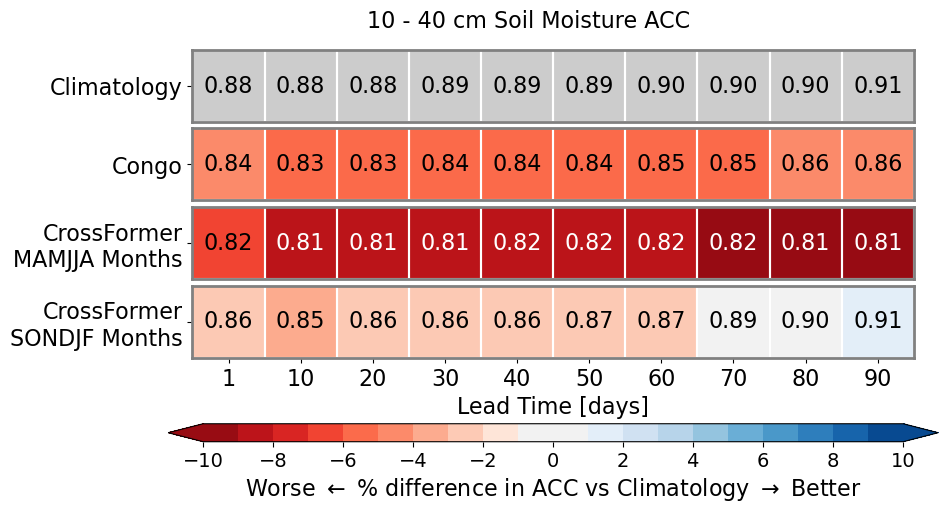 10 - 40 cm Soil Moisture ACC
Climatology 0.88 0.88 0.88 0.89 0.89 0.89 0.90 0.90 0.90 0.91
Congo 0.84 0.83 0.83 0.84 0.84 0.84 0.85 0.85 0.86 0.86
CrossFormer
MAMJJA Months 0.82 0.81 0.81 0.81 0.82 0.82 0.82 0.82 0.81 0.81
CrossFormer
SONDJF Months 0.86 0.85 0.86 0.86 0.86 0.87 0.87 0.89 0.90 0.91
1 10 20 30 40 50 60 70 80 90
Lead Time [days]
−10 −8 −6 −4 −2 0 2 4 6 8 10
Worse ← % difference in ACC vs Climatology → Better